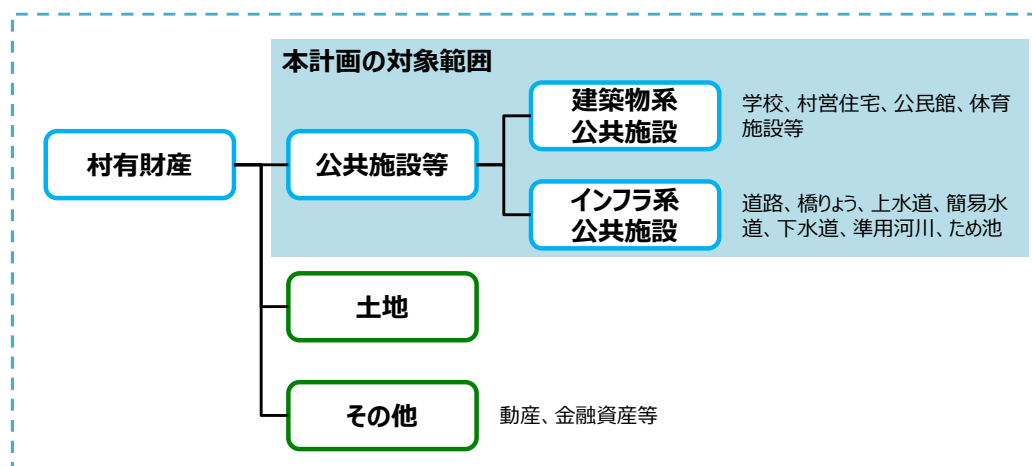 本計画の対象範囲
建築物系
公共施設
学校、村営住宅、公民館、体育
施設等
村有財産
公共施設等
インフラ系
公共施設
道路、橋りょう、上水道、簡易水
道、下水道、準用河川、ため池
土地
その他
動産、金融資産等